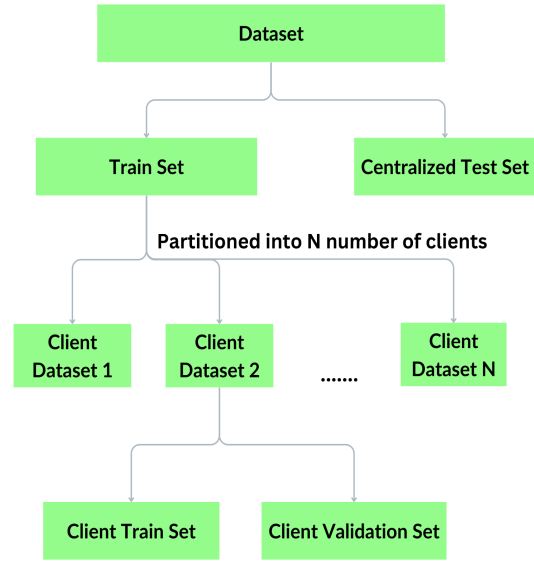 Dataset
Train Set
Centralized Test Set
Partitioned into N number of clients
Client
Dataset 1
Client
Dataset 2
.......
Client
Dataset N
Client Train Set
Client Validation Set